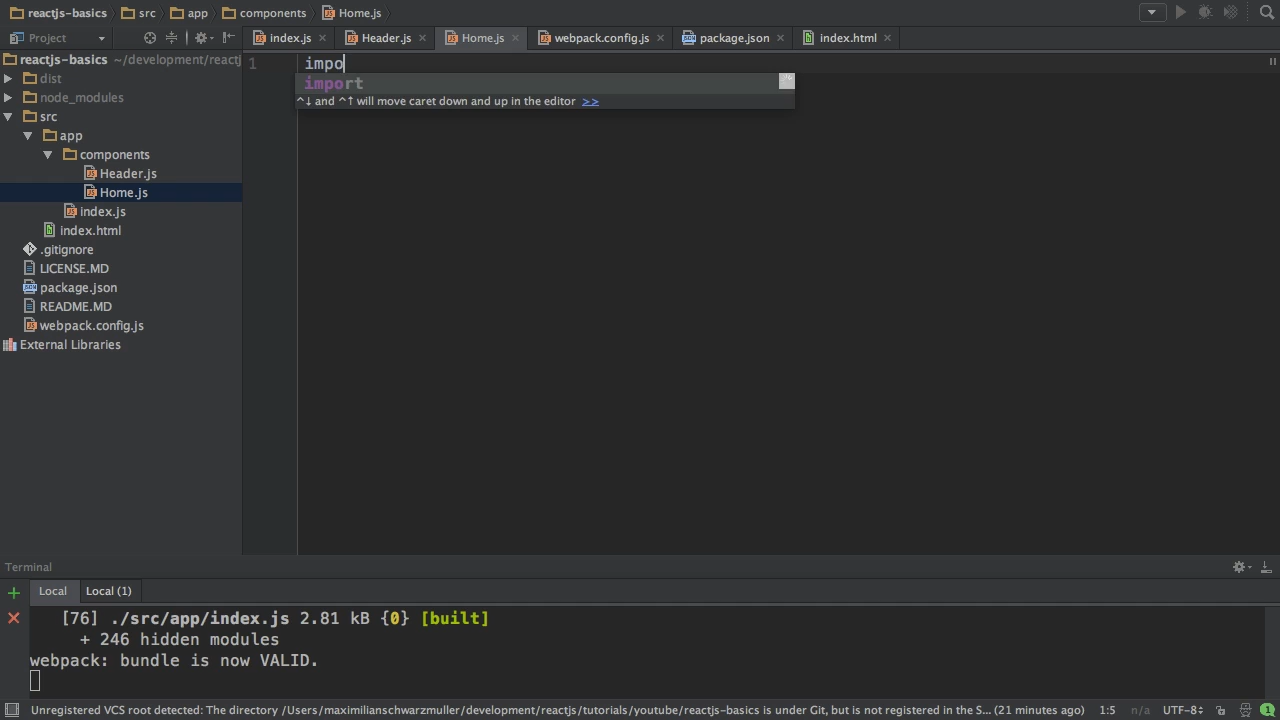 reactjs-basics src app components Home.js
Project index.js Header.js Home.js webpack.config.js package.json index.html
reactjs-basics ~/development/reactj
dist
node_modules
src
app
components
Header.js
Home.js
index.js
index.html
.gitignore
LICENSE.MD
package.json
README.MD
webpack.config.js
External Libraries
1 impo
import
^↓ and ^↑ will move caret down and up in the editor >>
Terminal
Local Local (1)
[76] ./src/app/index.js 2.81 kB {0} [built]
+ 246 hidden modules
webpack: bundle is now VALID.
Unregistered VCS root detected: The directory /Users/maximilianschwarzmuller/development/reactjs/tutorials/youtube/reactjs-basics is under Git, but is not registered in the S... (21 minutes ago) 1:5 n/a UTF-8 1